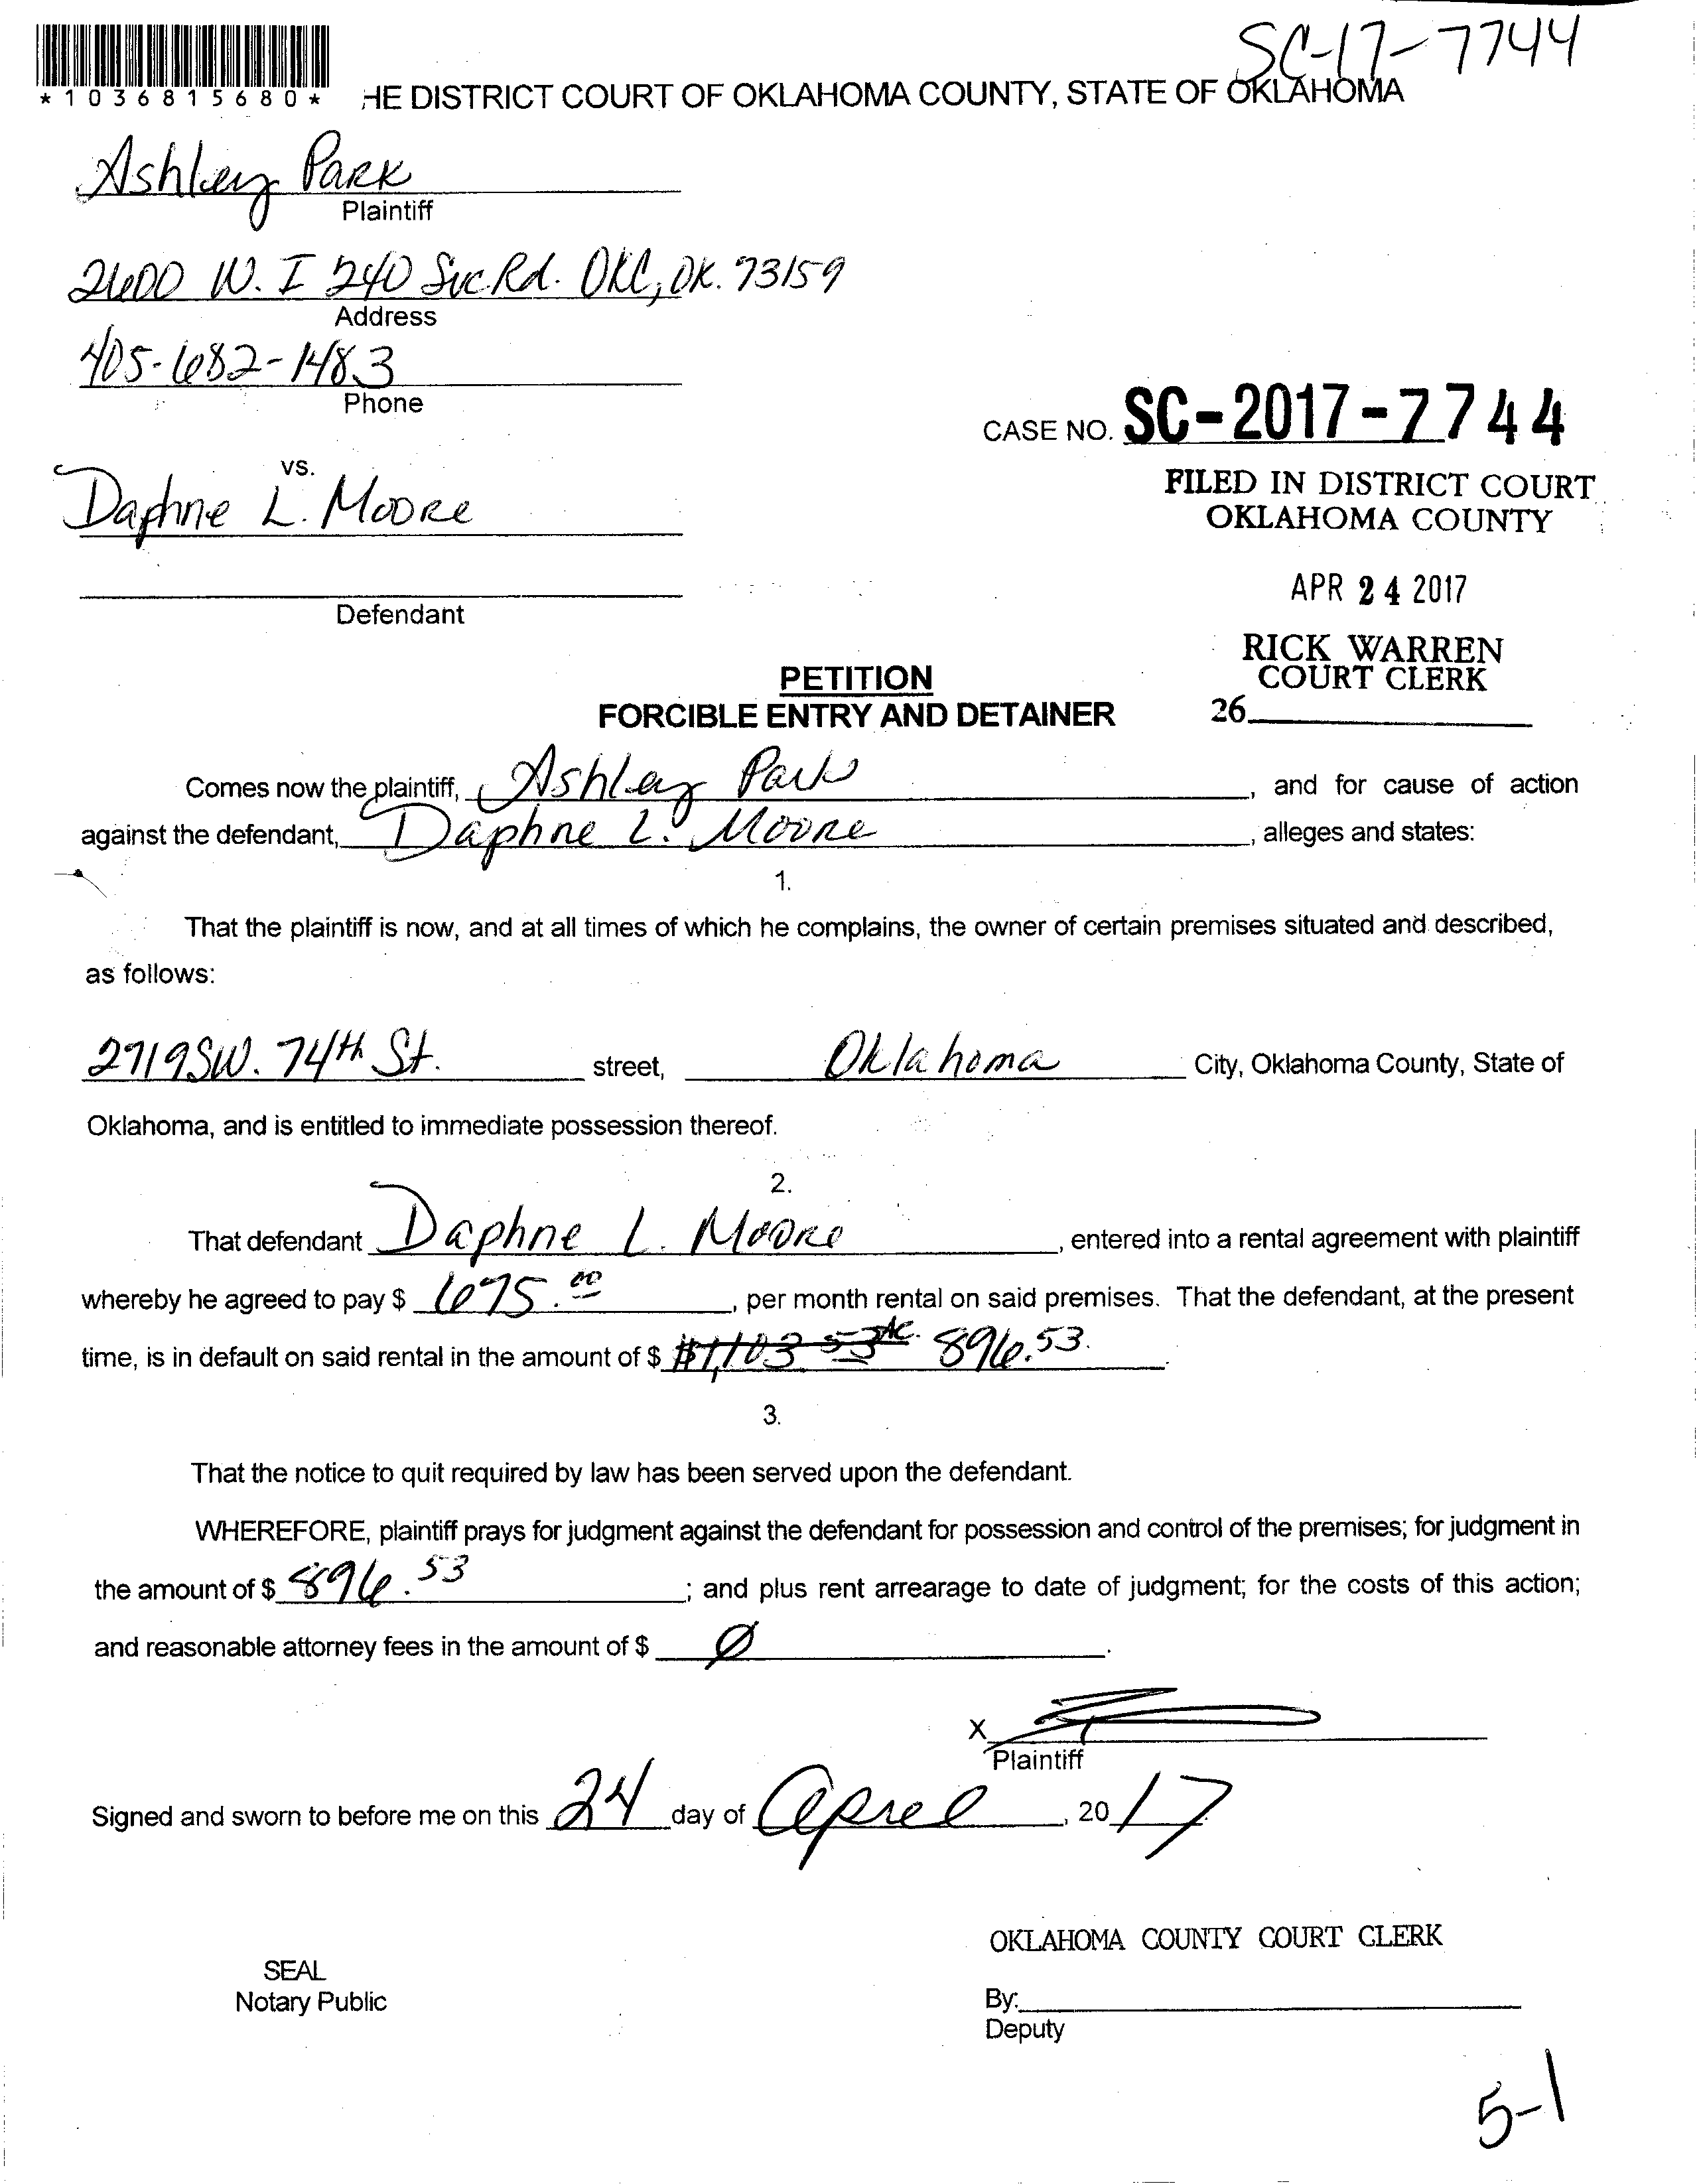 SC-17-7744
*1036815680*
HE DISTRICT COURT OF OKLAHOMA COUNTY, STATE OF OKLAHOMA
Ashley Park
Plaintiff
2600 W. I 240 Svc Rd. OKC, OK. 73159
Address
405-682-1483
Phone
CASE NO. SC-2017-7744
vs.
Daphne L. Moore
FILED IN DISTRICT COURT
OKLAHOMA COUNTY
APR 24 2017
Defendant
RICK WARREN
COURT CLERK
26
PETITION
FORCIBLE ENTRY AND DETAINER
Comes now the plaintiff, Ashley Park, and for cause of action
against the defendant, Daphne L. Moore, alleges and states:
1.
That the plaintiff is now, and at all times of which he complains, the owner of certain premises situated and described,
as follows:
2719 SW. 74th St. street, Oklahoma City, Oklahoma County, State of
Oklahoma, and is entitled to immediate possession thereof.
2.
That defendant Daphne L. Moore, entered into a rental agreement with plaintiff
whereby he agreed to pay $ 675.00, per month rental on said premises. That the defendant, at the present
time, is in default on said rental in the amount of $ $1,103.53 896.53.
3.
That the notice to quit required by law has been served upon the defendant.
WHEREFORE, plaintiff prays for judgment against the defendant for possession and control of the premises; for judgment in
the amount of $ 896.53; and plus rent arrearage to date of judgment; for the costs of this action;
and reasonable attorney fees in the amount of $ Ø.
X
Plaintiff
Signed and sworn to before me on this 24 day of April, 2017
OKLAHOMA COUNTY COURT CLERK
SEAL
Notary Public
By:
Deputy
5-1